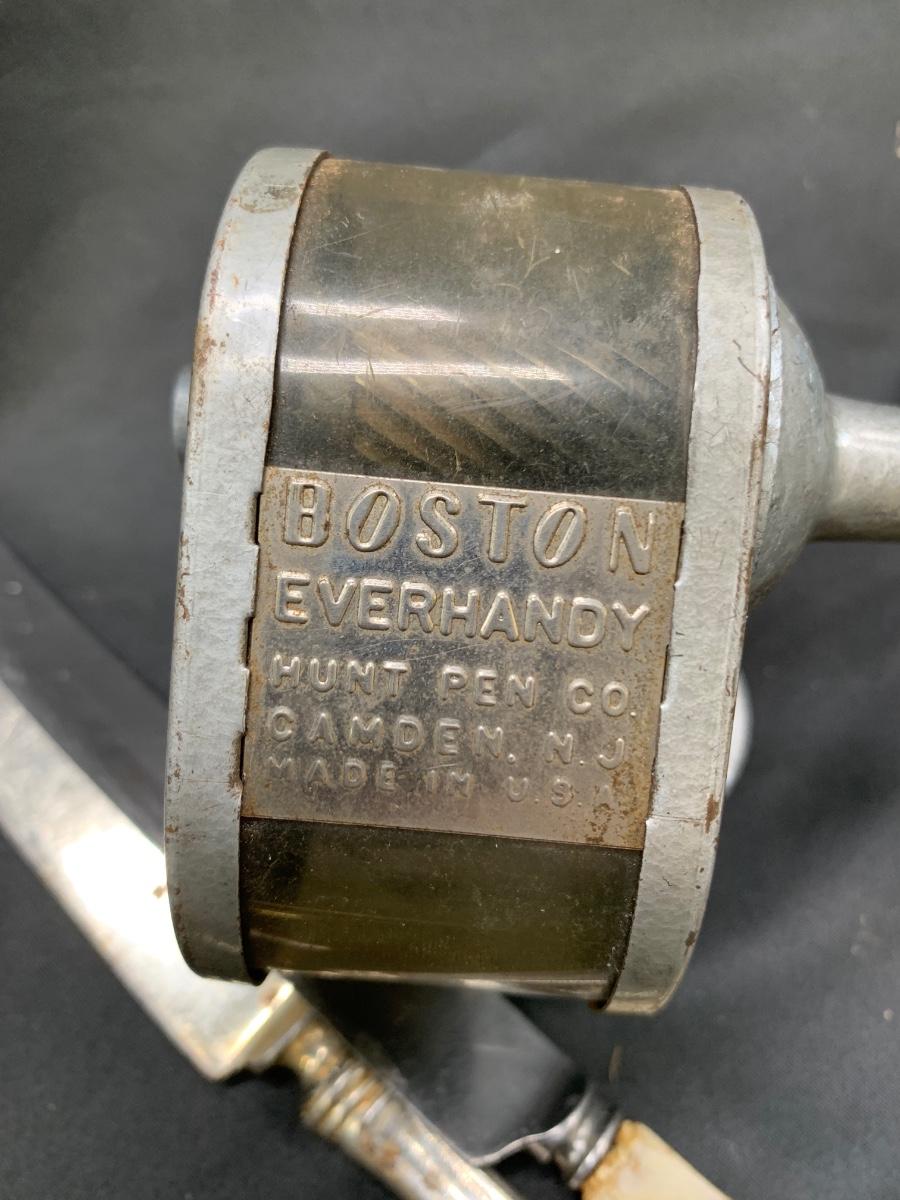 BOSTON
EVERHANDY
HUNT PEN CO.
CAMDEN, N.J.
MADE IN U.S.A